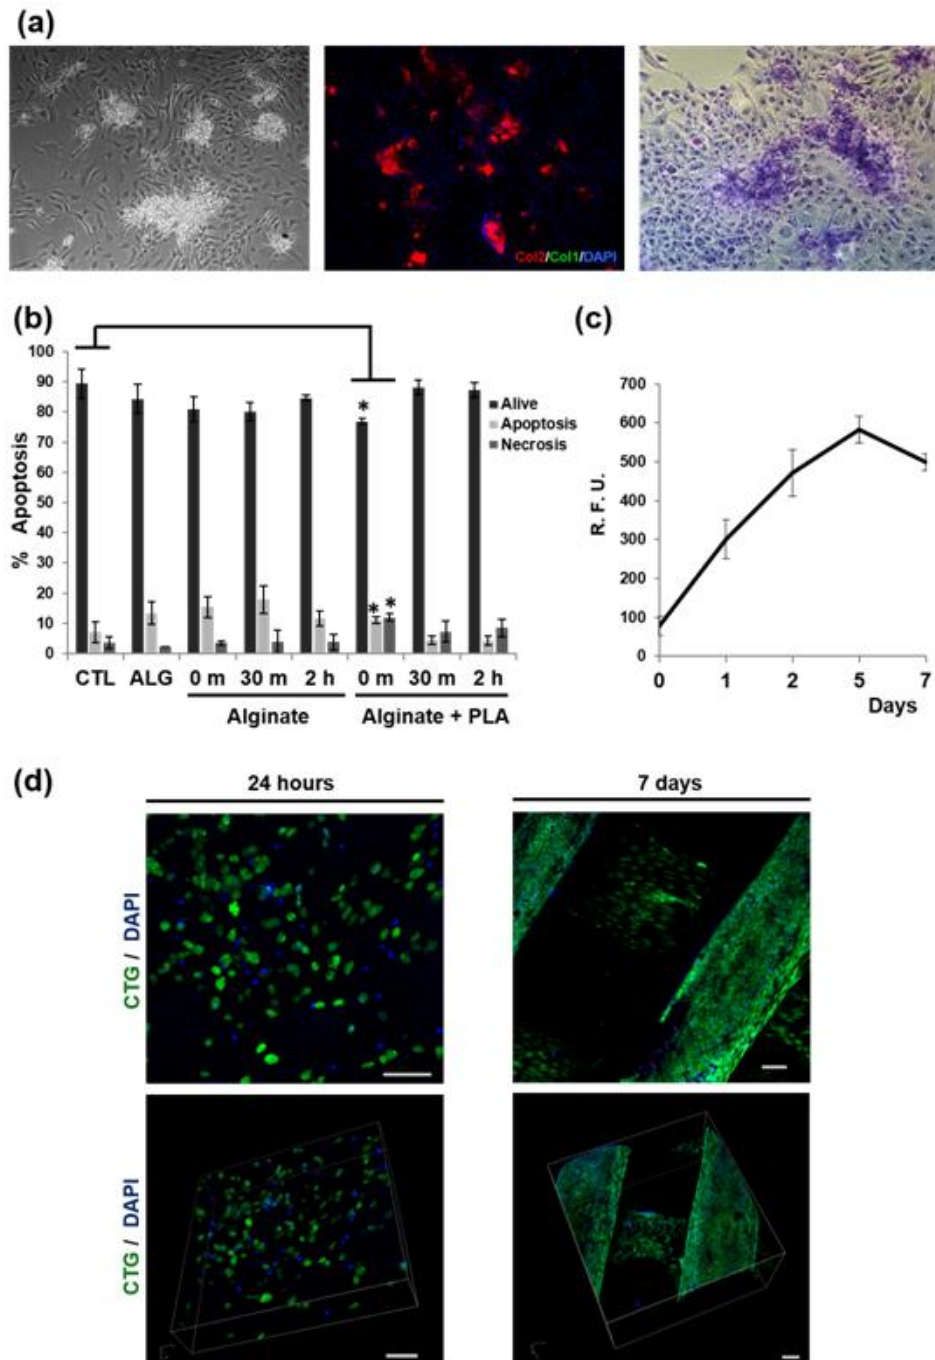 (a)
Col2/Col1/DAPI
(b)
100
90
80
70
60
50
40
30
20
10
0
% Apoptosis
*
* *
Alive
Apoptosis
Necrosis
CTL ALG 0 m 30 m 2 h 0 m 30 m 2 h
Alginate Alginate + PLA
(c)
700
600
500
400
300
200
100
0
R. F. U.
0 1 2 5 7
Days
(d)
24 hours 7 days
CTG / DAPI
CTG / DAPI